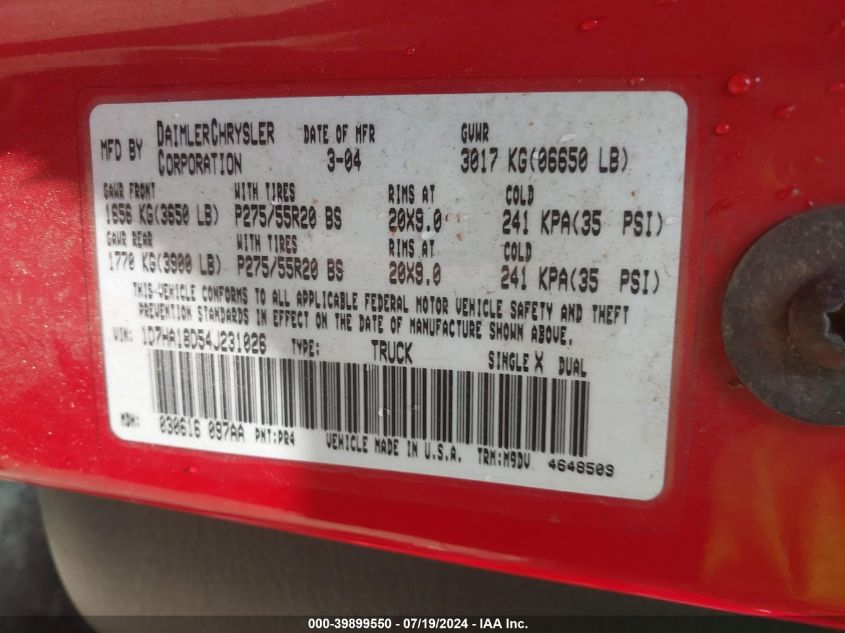 MFD BY DAIMLERCHRYSLER CORPORATION DATE OF MFR 3-04 GVWR 3017 KG(06650 LB)
GAWR FRONT WITH TIRES RIMS AT COLD
1656 KG(3650 LB) P275/55R20 BS 20X9.0 241 KPA(35 PSI)
GAWR REAR WITH TIRES RIMS AT COLD
1770 KG(3900 LB) P275/55R20 BS 20X9.0 241 KPA(35 PSI)
THIS VEHICLE CONFORMS TO ALL APPLICABLE FEDERAL MOTOR VEHICLE SAFETY AND THEFT
PREVENTION STANDARDS IN EFFECT ON THE DATE OF MANUFACTURE SHOWN ABOVE.
VIN: 1D7HA18D54J231026 TYPE: TRUCK SINGLE X DUAL
MDH: 030616 097AA PNT:PR4 VEHICLE MADE IN U.S.A. TRM:M9DV 4648509
000-39899550 / 07/19/2024 - IAA Inc.